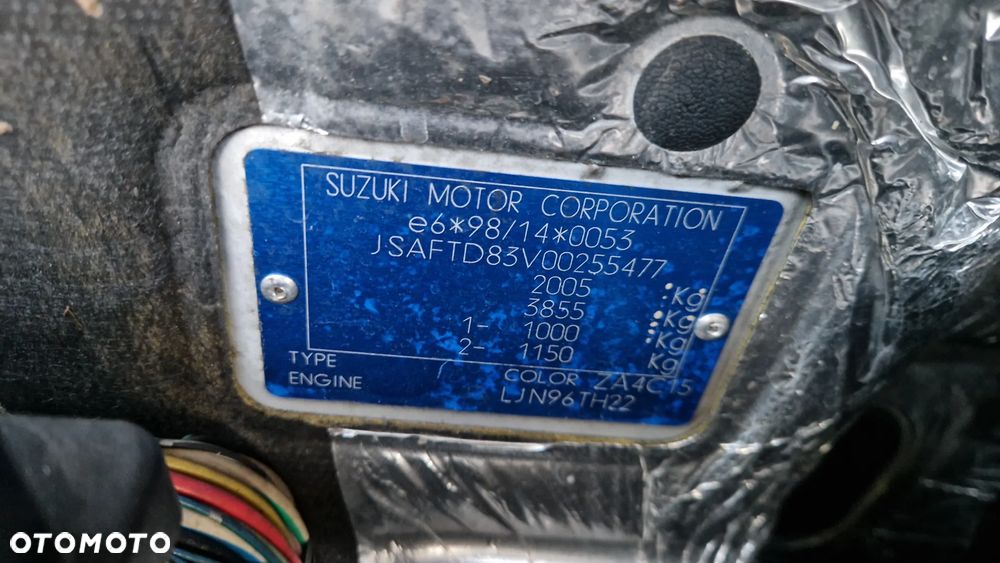 SUZUKI MOTOR CORPORATION
e6*98/14*0053
JSAFTD83V00255477
2005 Kg
3855 Kg
1- 1000 Kg
2- 1150 Kg
TYPE COLOR ZA4C15
ENGINE LJN96TH22
OTOMOTO